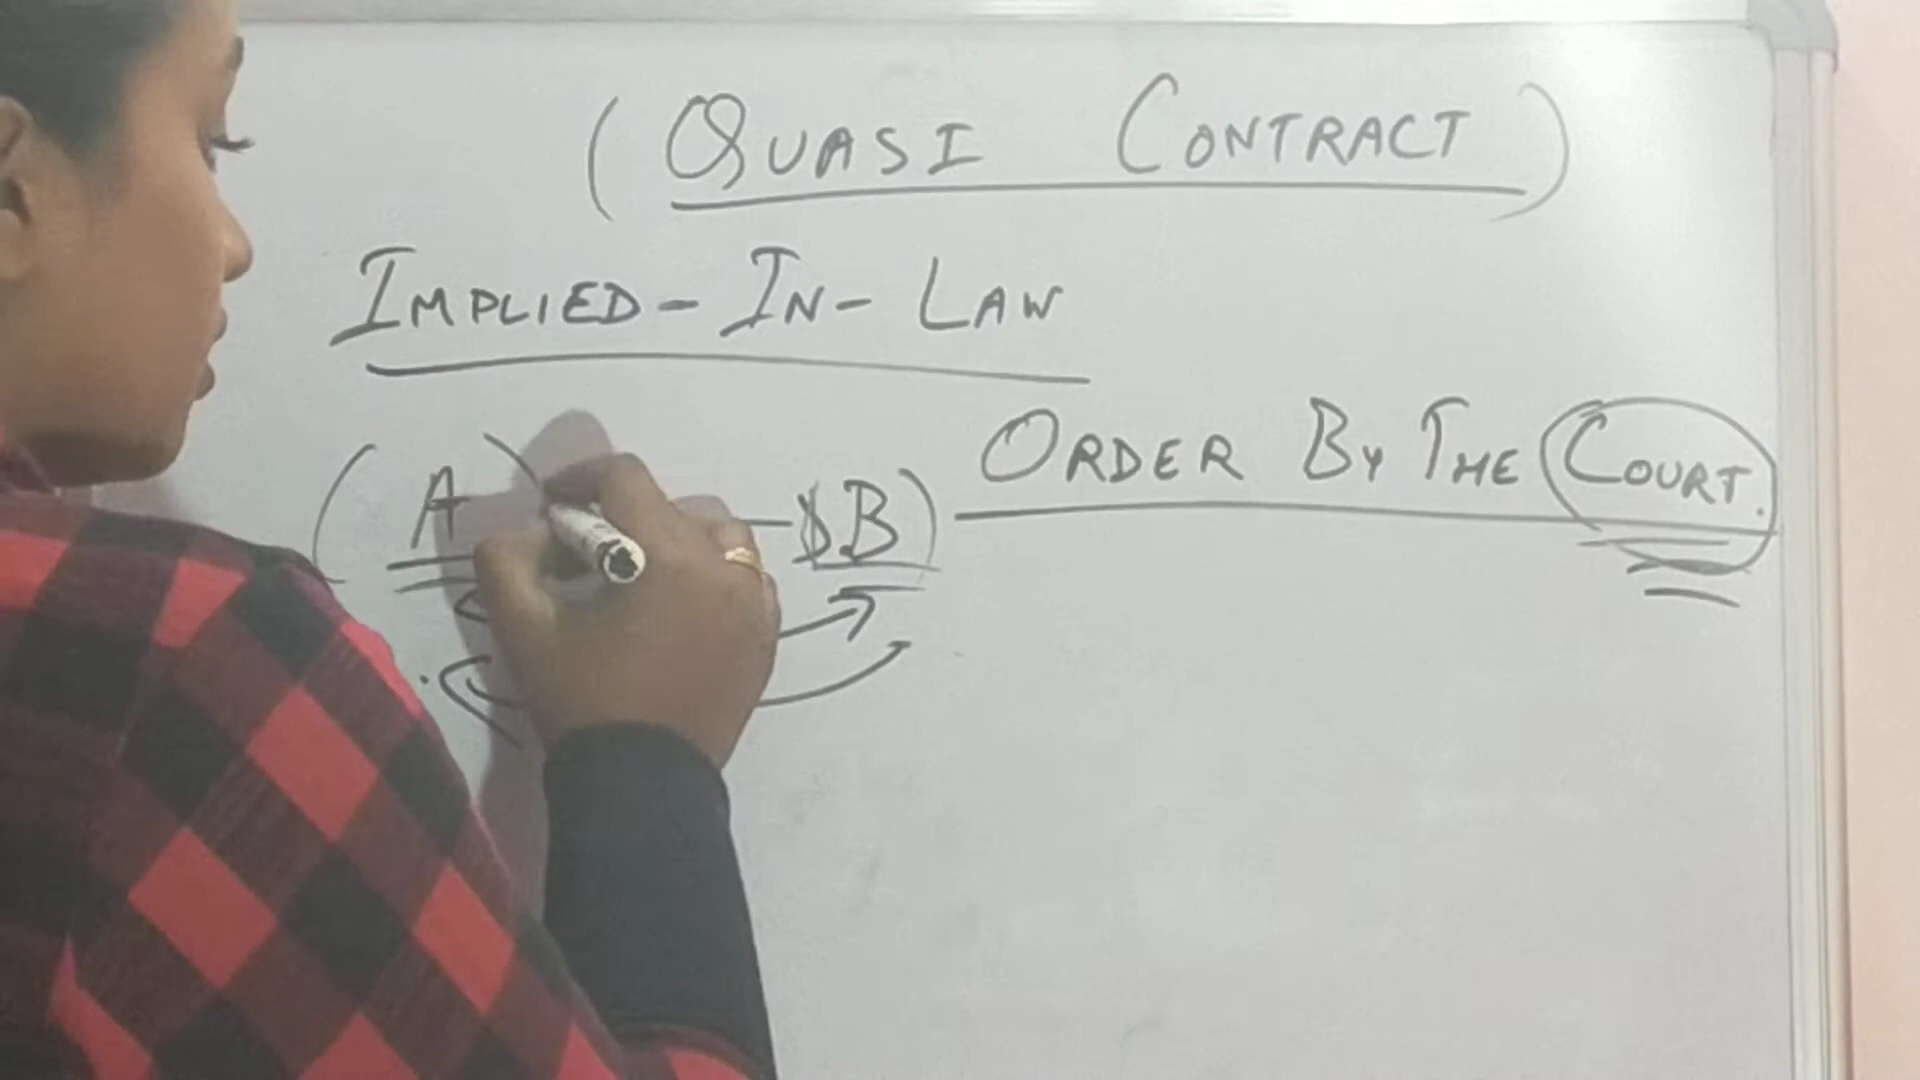 (QUASI CONTRACT)
IMPLIED-IN-LAW
ORDER BY THE COURT.
(A) — B)